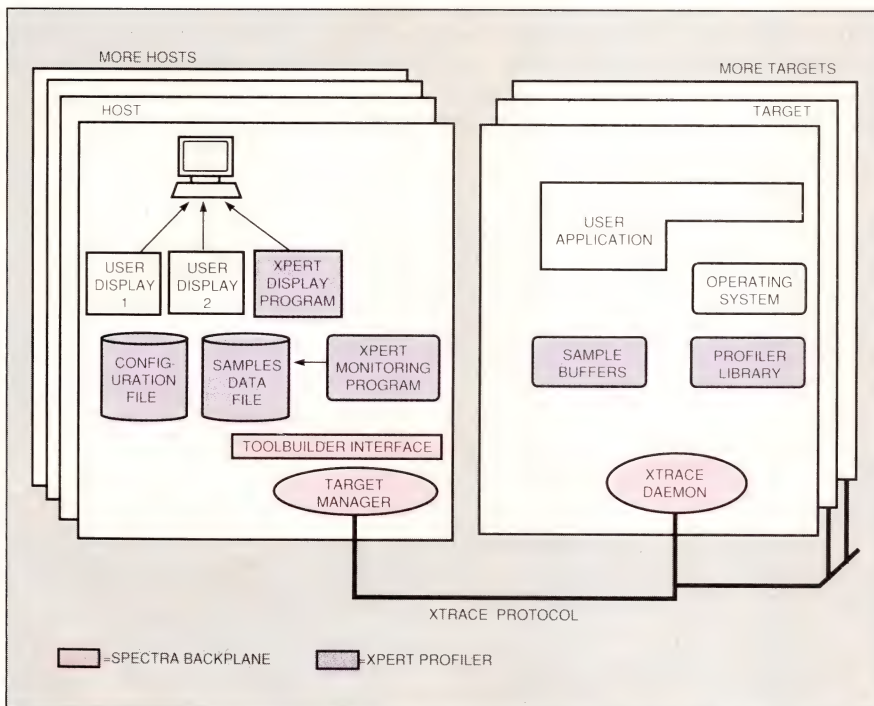 MORE HOSTS
HOST
USER
DISPLAY
1
USER
DISPLAY
2
XPERT
DISPLAY
PROGRAM
CONFIG-
URATION
FILE
SAMPLES
DATA
FILE
XPERT
MONITORING
PROGRAM
TOOLBUILDER INTERFACE
TARGET
MANAGER
MORE TARGETS
TARGET
USER
APPLICATION
OPERATING
SYSTEM
SAMPLE
BUFFERS
PROFILER
LIBRARY
XTRACE
DAEMON
XTRACE PROTOCOL
=SPECTRA BACKPLANE
=XPERT PROFILER